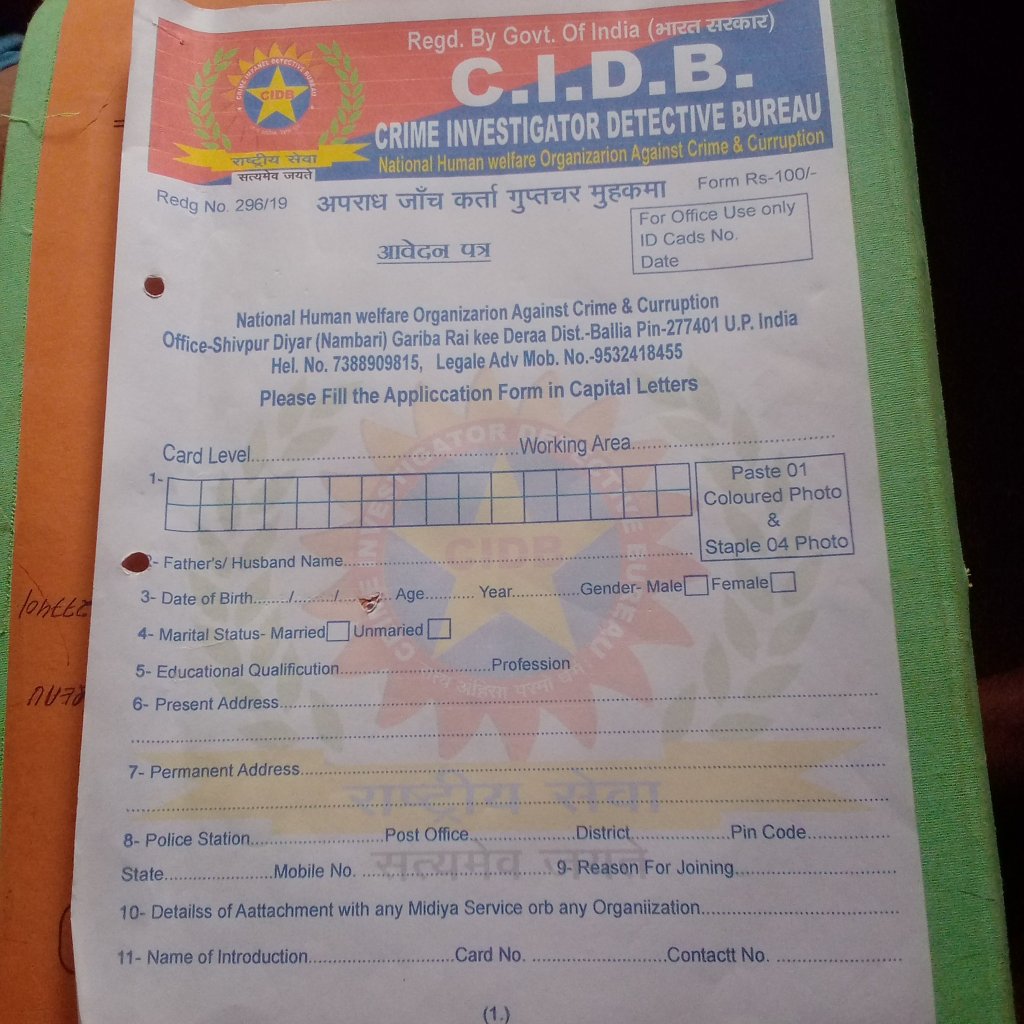 Regd. By Govt. Of India (भारत सरकार)
C.I.D.B.
CRIME INVESTIGATOR DETECTIVE BUREAU
National Human welfare Organizarion Against Crime & Curruption
CIDB
राष्ट्रीय सेवा
सत्यमेव जयते
Redg No. 296/19
अपराध जाँच कर्ता गुप्तचर मुहकमा
Form Rs-100/-
आवेदन पत्र
For Office Use only
ID Cads No.
Date
National Human welfare Organizarion Against Crime & Curruption
Office-Shivpur Diyar (Nambari) Gariba Rai kee Deraa Dist.-Ballia Pin-277401 U.P. India
Hel. No. 7388909815, Legale Adv Mob. No.-9532418455
Please Fill the Appliccation Form in Capital Letters
Card Level..............................Working Area..............................
1-
Paste 01
Coloured Photo
&
Staple 04 Photo
- Father's/ Husband Name..............................
3- Date of Birth......../......../........ Age.......... Year..............Gender- Male Female
4- Marital Status- Married Unmaried
5- Educational Qualificution..............................Profession
6- Present Address..............................
7- Permanent Address..............................
8- Police Station....................Post Office....................District....................Pin Code..............
State....................Mobile No. ..............................9- Reason For Joining..............................
10- Detailss of Aattachment with any Midiya Service orb any Organiization..............................
11- Name of Introduction....................Card No. ....................Contactt No. ....................
राष्ट्रीय सेवा
सत्यमेव जयते
(1.)
277401